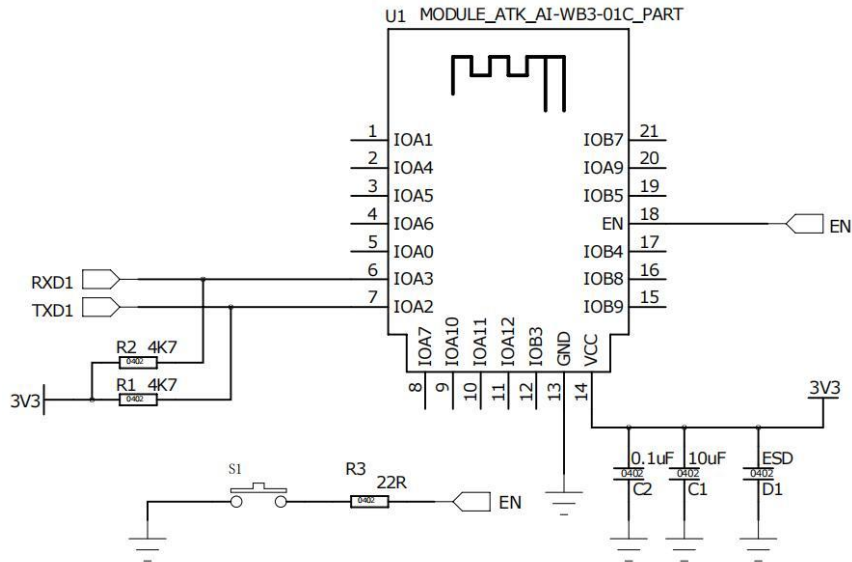 U1 MODULE_ATK_AI-WB3-01C_PART
1 IOA1 IOB7 21
2 IOA4 IOA9 20
3 IOA5 IOB5 19
4 IOA6 EN 18 EN
5 IOA0 IOB4 17
RXD1 6 IOA3 IOB8 16
TXD1 7 IOA2 IOB9 15
IOA7 IOA10 IOA11 IOA12 IOB3 GND VCC
8 9 10 11 12 13 14
R2 4K7
0402
R1 4K7
3V3 0402
3V3
0.1uF 10uF ESD
0402 0402 0402
C2 C1 D1
S1 R3
22R
0402 EN